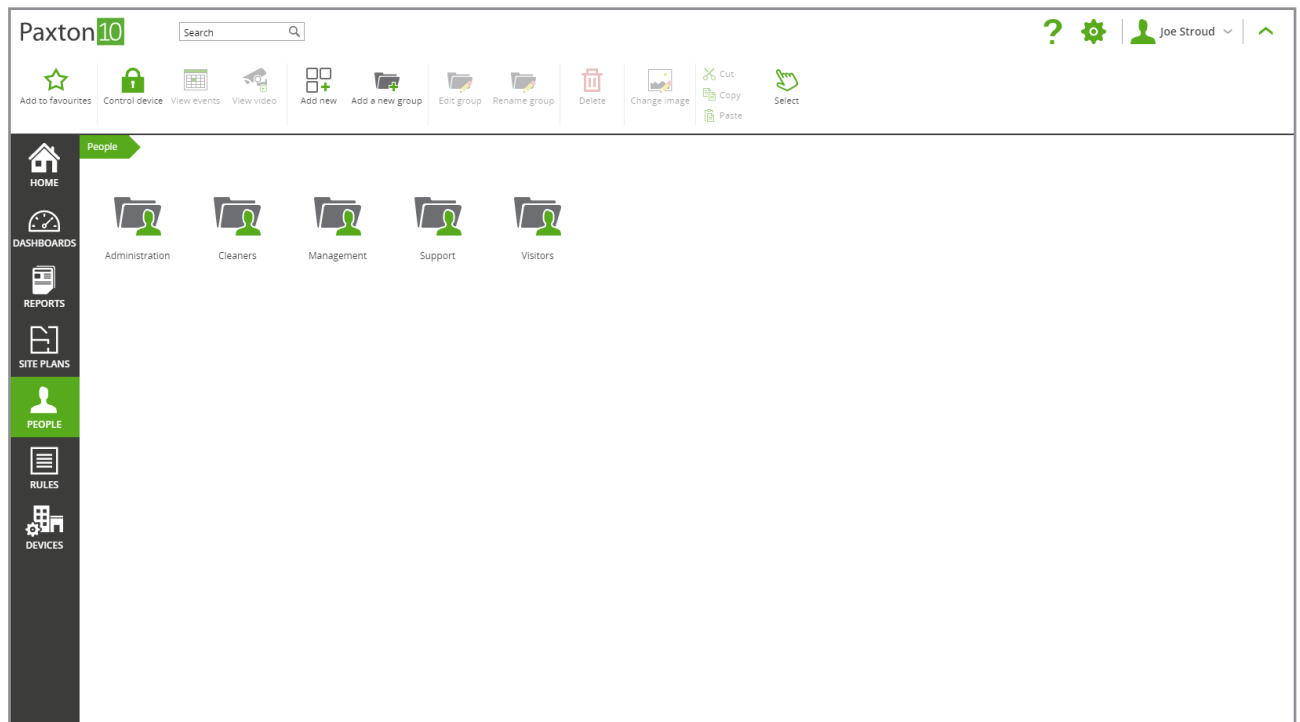 Paxton 10
Search
Joe Stroud
Add to favourites
Control device
View events
View video
Add new
Add a new group
Edit group
Rename group
Delete
Change image
Cut
Copy
Paste
Select
People
HOME
DASHBOARDS
REPORTS
SITE PLANS
PEOPLE
RULES
DEVICES
Administration
Cleaners
Management
Support
Visitors